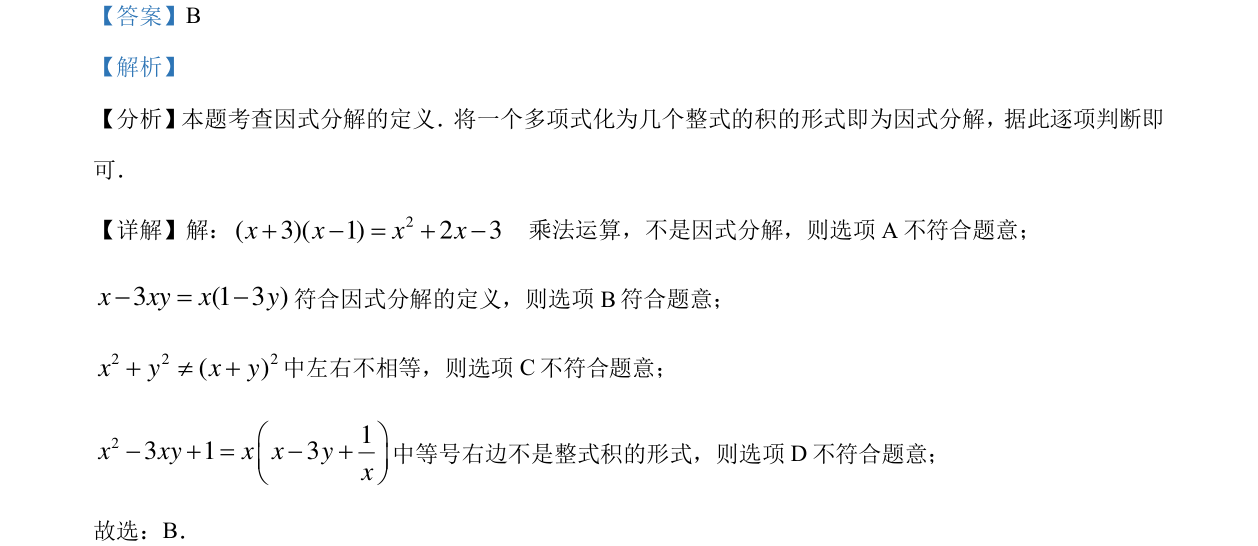 【答案】B
【解析】
【分析】本题考查因式分解的定义．将一个多项式化为几个整式的积的形式即为因式分解，据此逐项判断即
可．
【详解】解：(x+3)(x−1)=x²+2x−3 乘法运算，不是因式分解，则选项 A 不符合题意；
x−3xy=x(1−3y)符合因式分解的定义，则选项 B 符合题意；
x²+y²≠(x+y)²中左右不相等，则选项 C 不符合题意；
x²−3xy+1=x(x−3y+1/x)中等号右边不是整式积的形式，则选项 D 不符合题意；
故选：B．